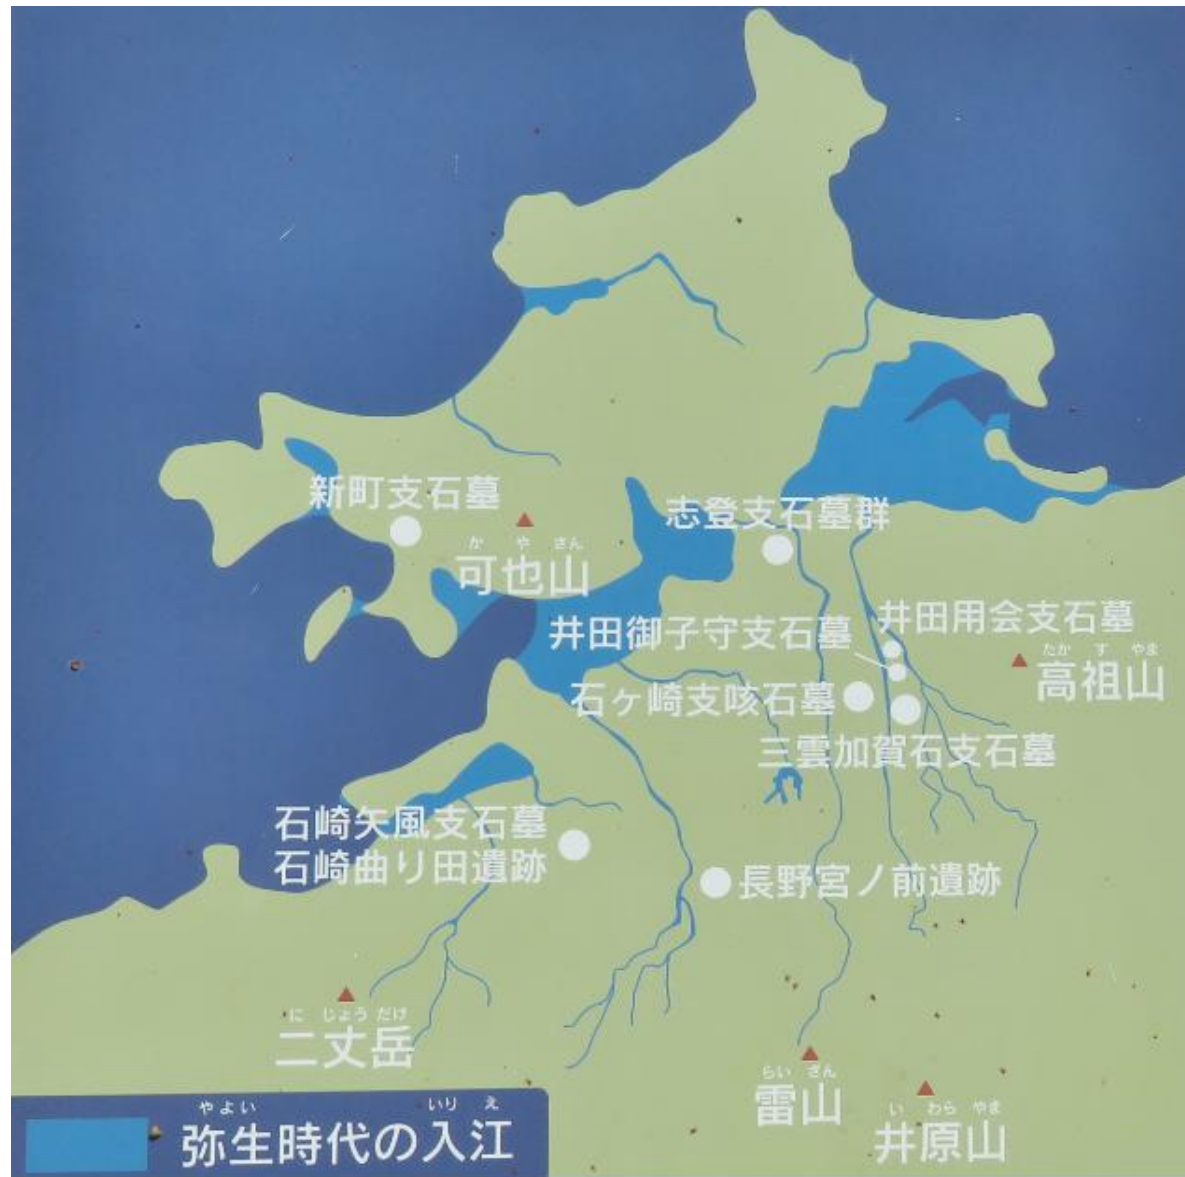 新町支石墓
志登支石墓群
か や さん
可也山
井田用会支石墓
井田御子守支石墓
たか す やま
高祖山
石ヶ崎支咳石墓
三雲加賀石支石墓
石崎矢風支石墓
石崎曲り田遺跡
長野宮ノ前遺跡
に じょう だけ
二丈岳
らい ざん
雷山
い わら やま
井原山
やよい いり え
弥生時代の入江